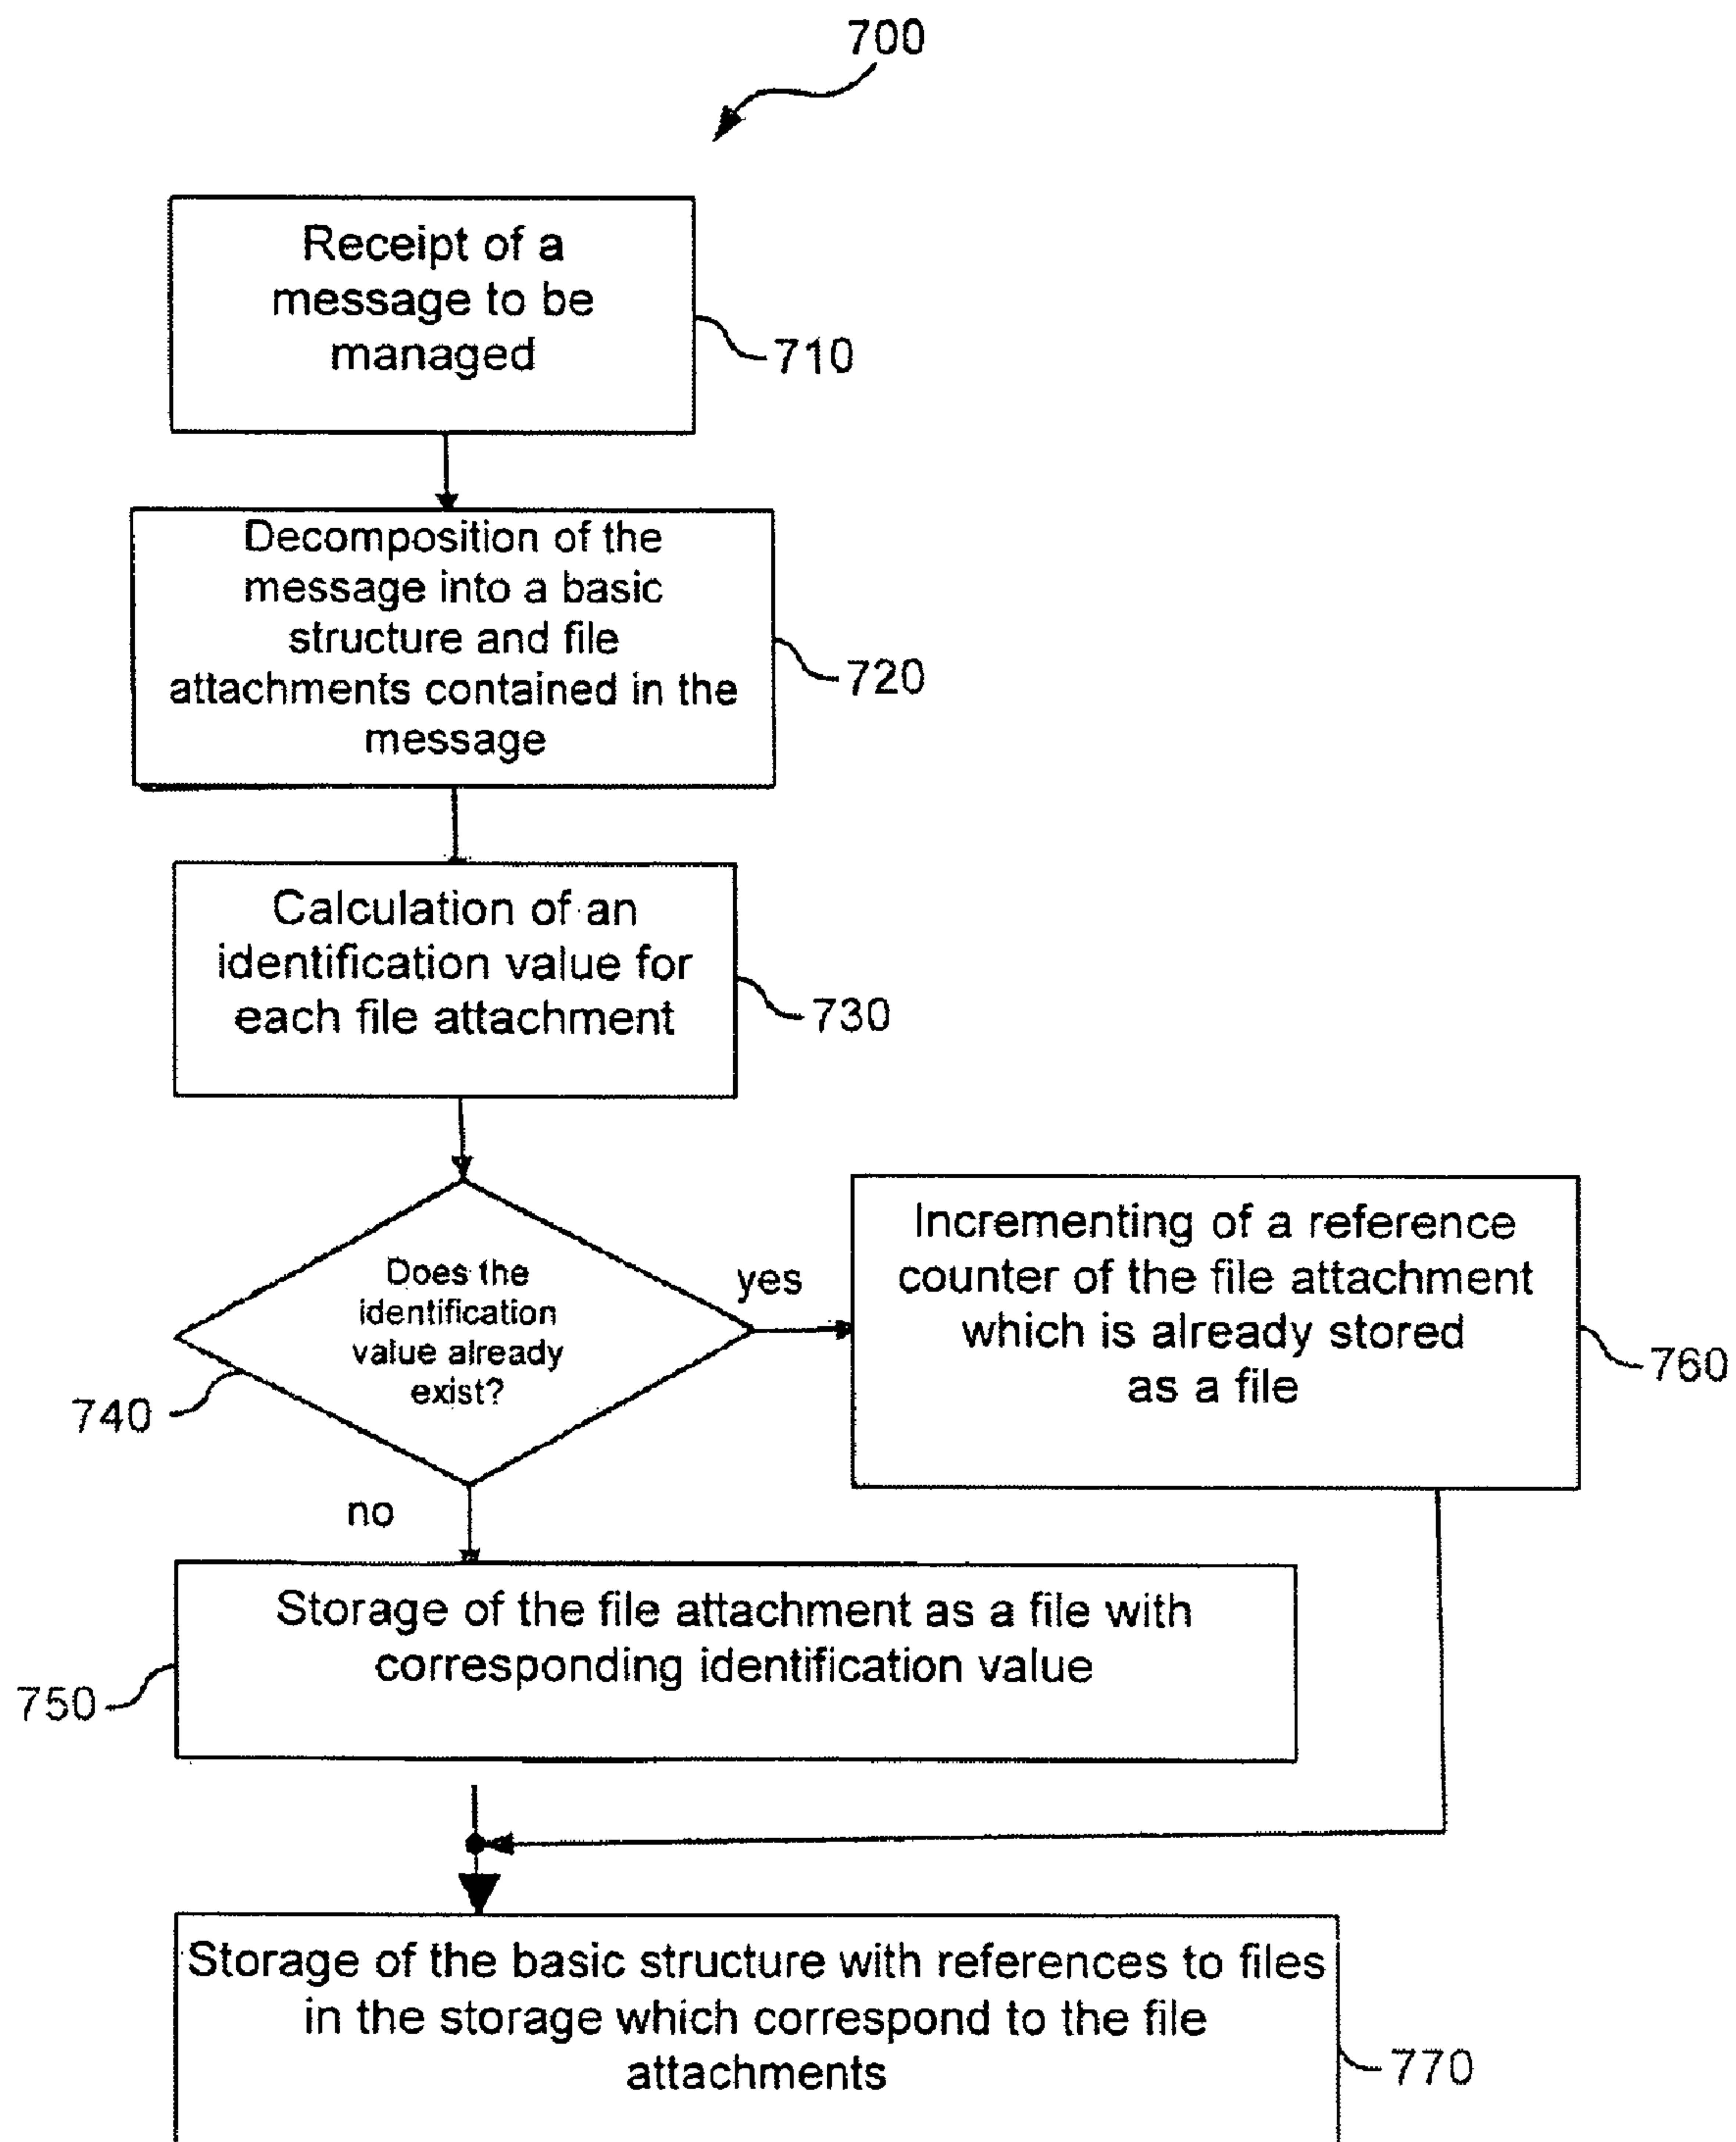 700
Receipt of a
message to be
managed
710
Decomposition of the
message into a basic
structure and file
attachments contained in the
message
720
Calculation of an
identification value for
each file attachment
730
Does the
identification
value already
exist?
740
yes
no
Incrementing of a reference
counter of the file attachment
which is already stored
as a file
760
Storage of the file attachment as a file with
corresponding identification value
750
Storage of the basic structure with references to files
in the storage which correspond to the file
attachments
770